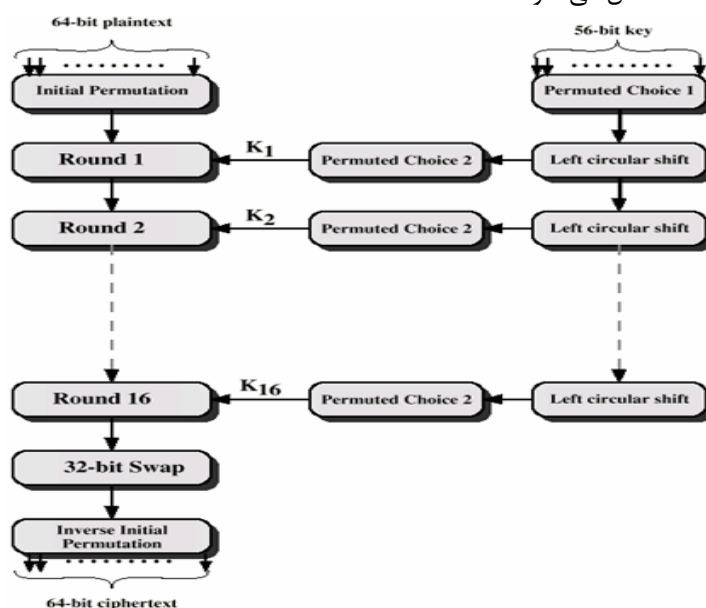 64-bit plaintext
56-bit key
Initial Permutation
Permuted Choice 1
Round 1
K1
Permuted Choice 2
Left circular shift
Round 2
K2
Permuted Choice 2
Left circular shift
Round 16
K16
Permuted Choice 2
Left circular shift
32-bit Swap
Inverse Initial
Permutation
64-bit ciphertext